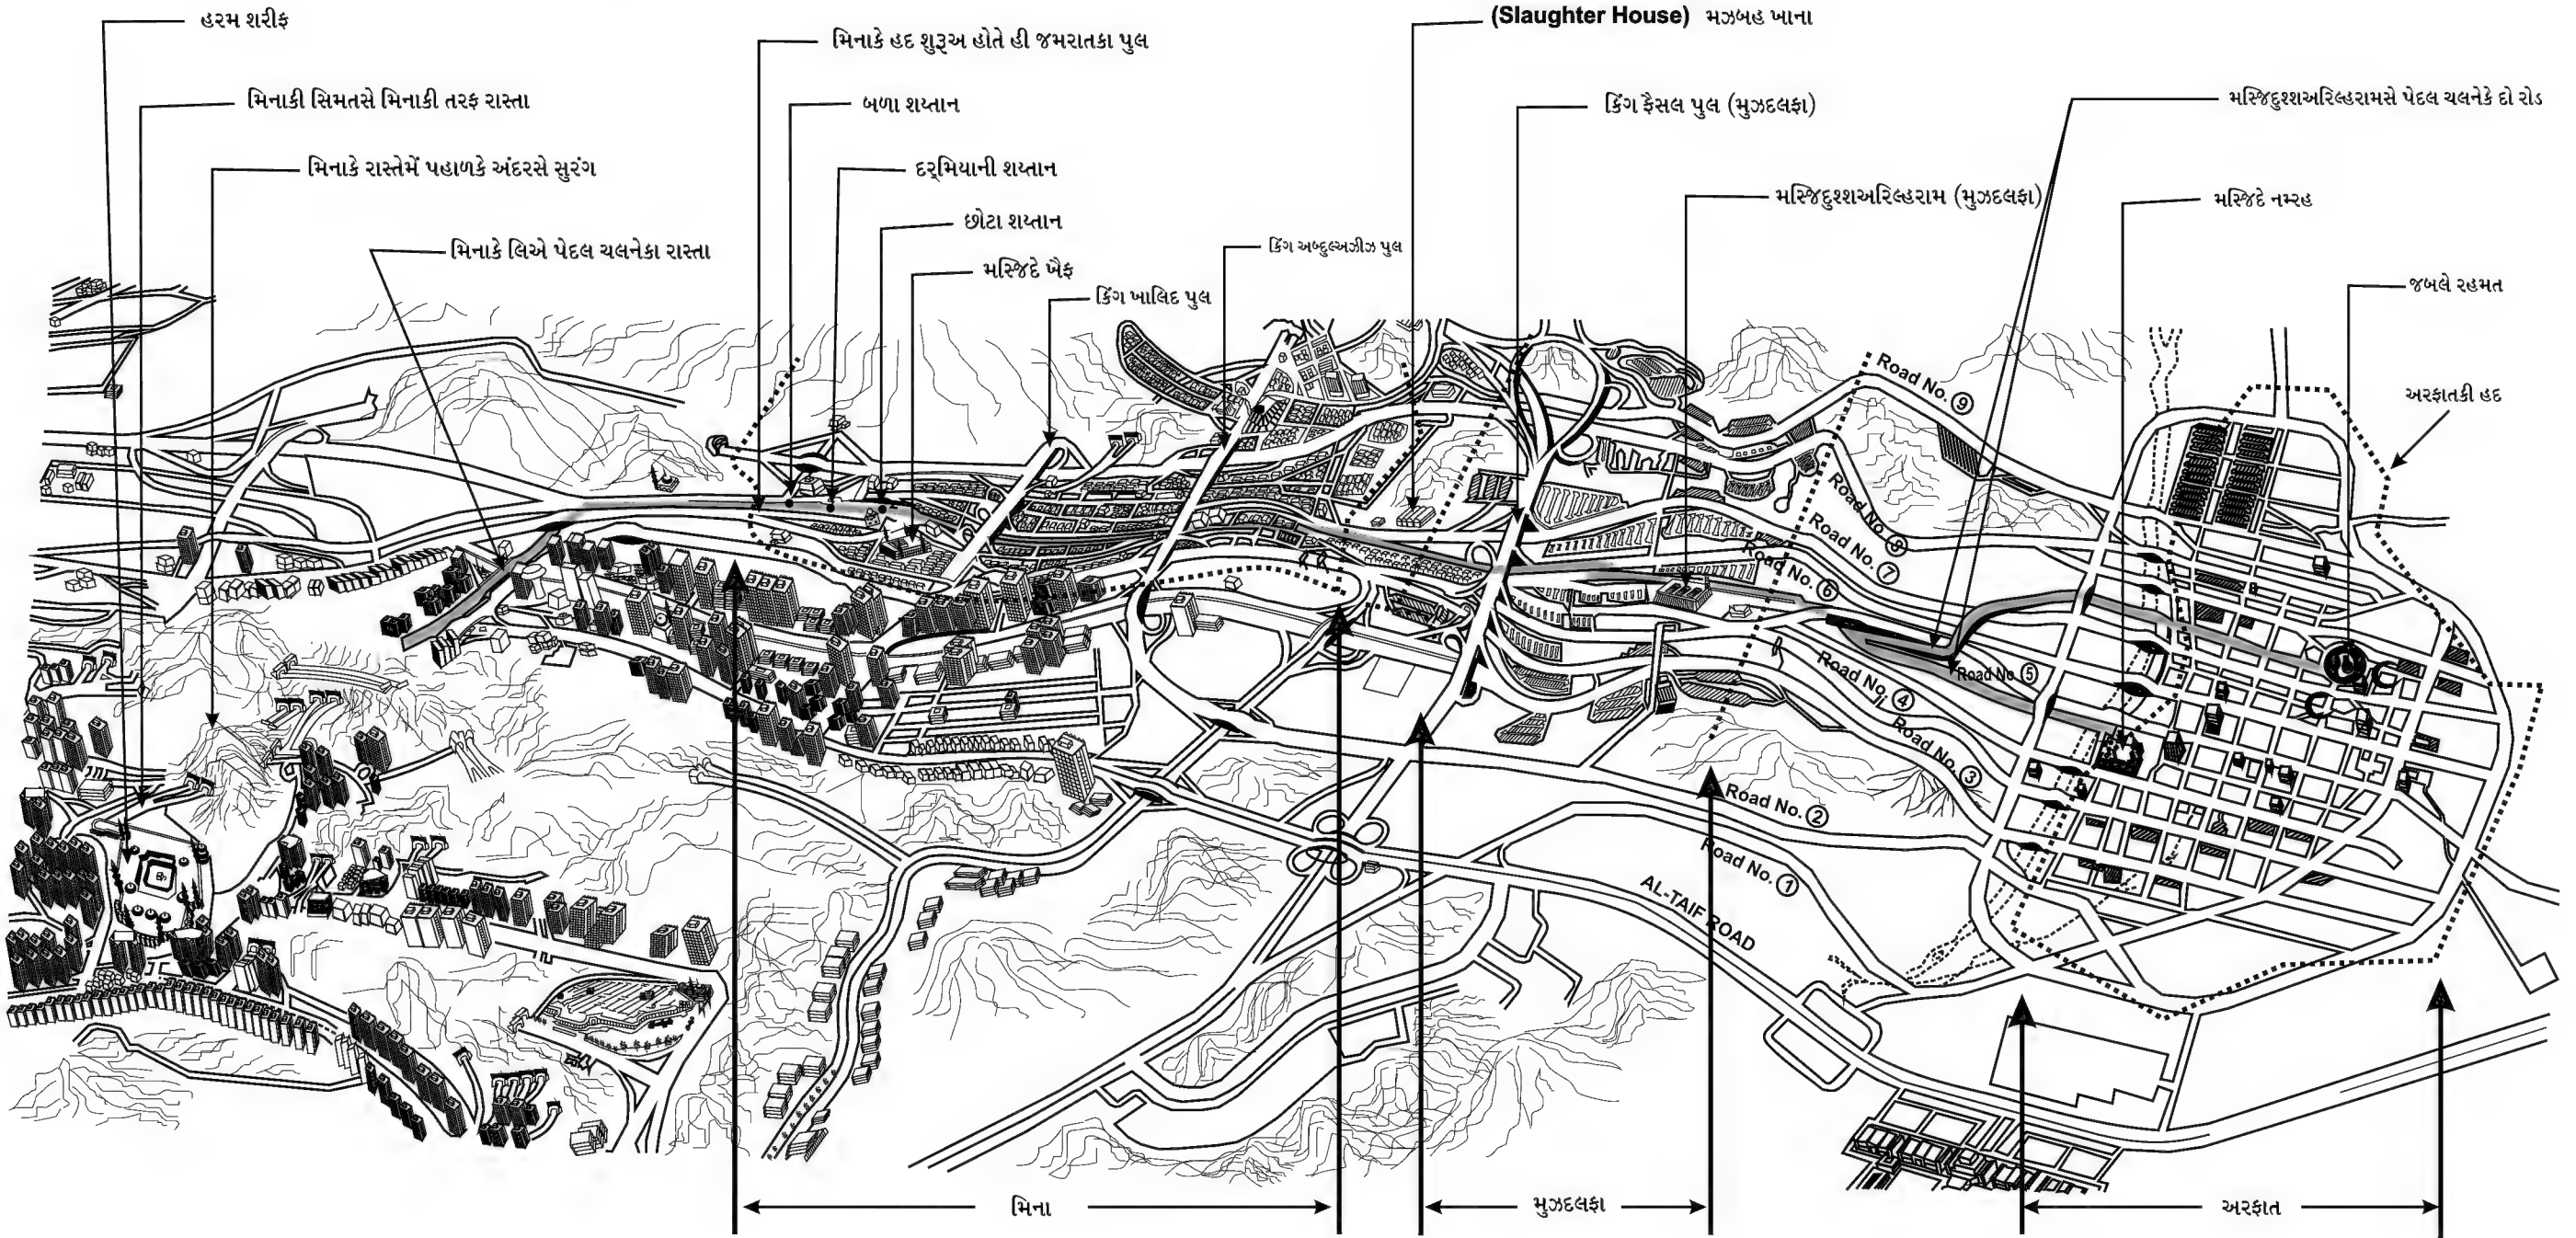 હરમ શરીફ
(Slaughter House) મઝબહ ખાના
મિનાકે હદ શુરૂઅ હોતે હી જમરાતકા પુલ
મિનાકી સિમતસે મિનાકી તરફ રાસ્તા
બળા શય્તાન
કિંગ ફૈસલ પુલ (મુઝદલફા)
મસ્જિદુશ્શઅરિલ્હરામસે પેદલ ચલનેકે દો રોડ
મિનાકે રાસ્તેમેં પહાળકે અંદરસે સુરંગ
દર્મિયાની શય્તાન
મસ્જિદુશ્શઅરિલ્હરામ (મુઝદલફા)
મસ્જિદે નમ્રહ
છોટા શય્તાન
મિનાકે લિએ પેદલ ચલનેકા રાસ્તા
કિંગ અબ્દુલ્અઝીઝ પુલ
મસ્જિદે ખૈફ
જબલે રહમત
કિંગ ખાલિદ પુલ
અરફાતકી હદ
Road No. 9
Road No. 8
Road No. 7
Road No. 6
Road No. 5
Road No. 4
Road No. 3
Road No. 2
Road No. 1
AL-TAIF ROAD
મિના
મુઝદલફા
અરફાત